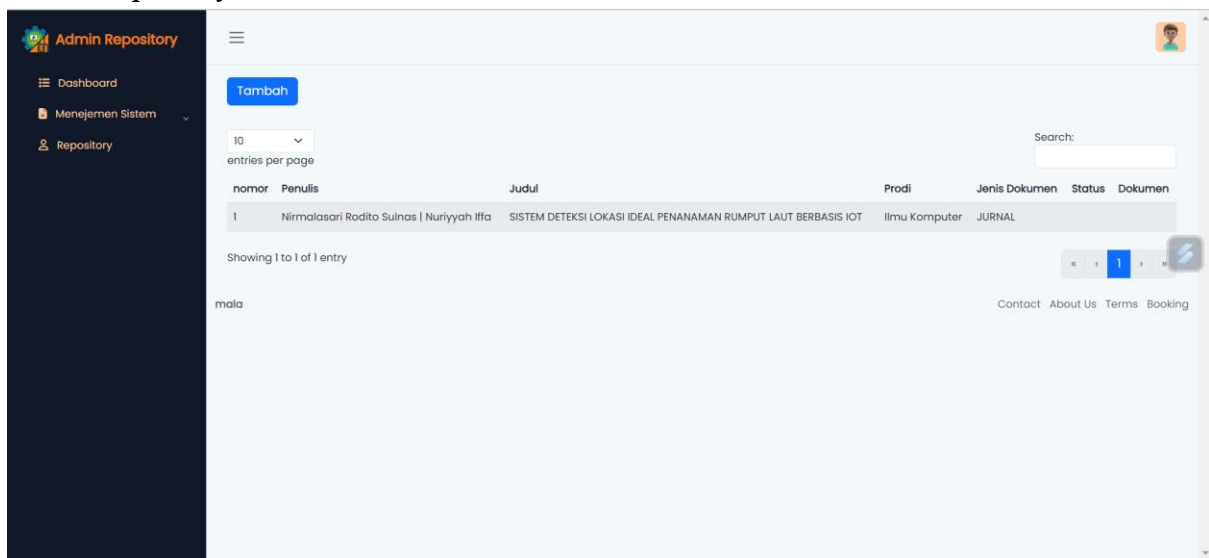 Admin Repository
Dashboard
Menejemen Sistem
Repository
Tambah
10
entries per page
Search:
nomor Penulis Judul Prodi Jenis Dokumen Status Dokumen
1 Nirmalasari Rodito Sulnas | Nuriyyah Iffa SISTEM DETEKSI LOKASI IDEAL PENANAMAN RUMPUT LAUT BERBASIS IOT Ilmu Komputer JURNAL
Showing 1 to 1 of 1 entry
« ‹ 1 › »
mala
Contact About Us Terms Booking